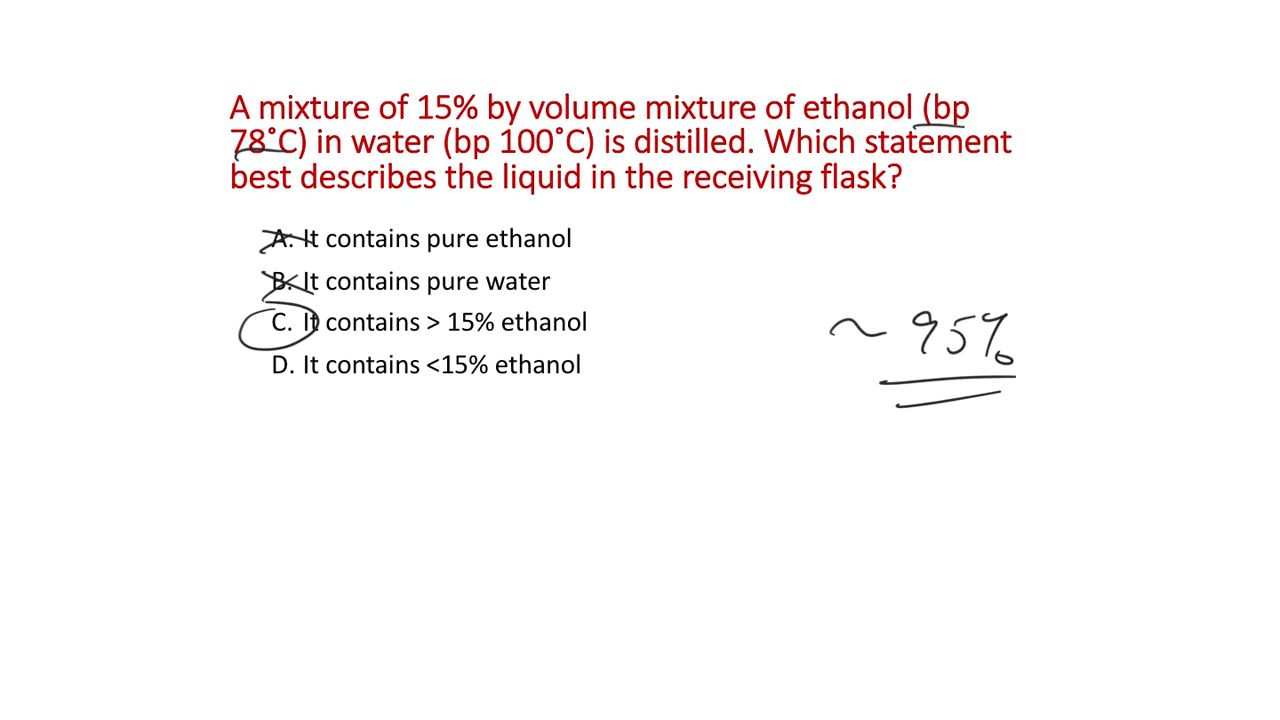 A mixture of 15% by volume mixture of ethanol (bp
78˚C) in water (bp 100˚C) is distilled. Which statement
best describes the liquid in the receiving flask?
A. It contains pure ethanol
B. It contains pure water
C. It contains > 15% ethanol
D. It contains <15% ethanol
~ 95%